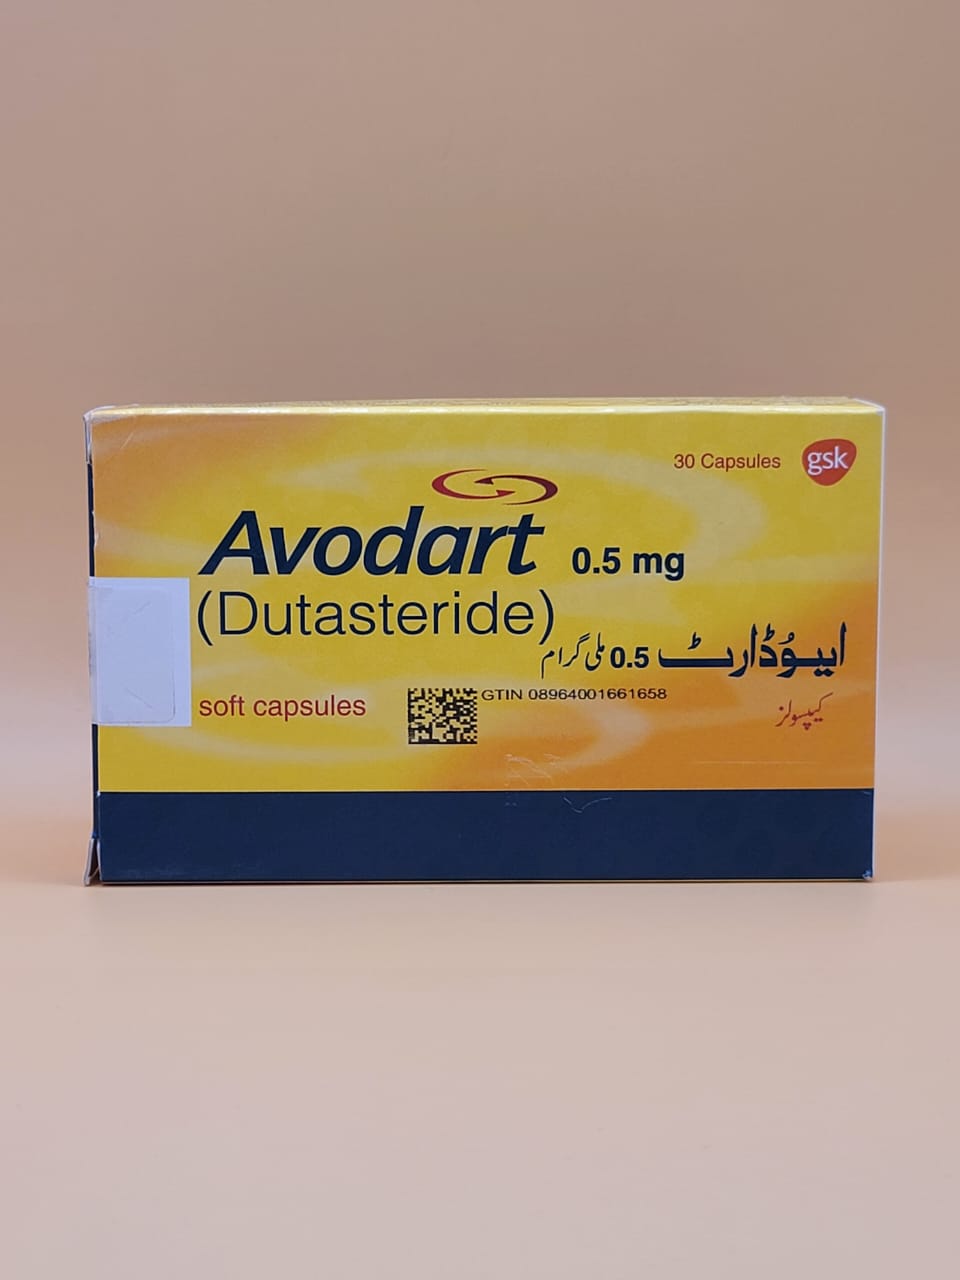 30 Capsules
gsk
Avodart 0.5 mg
(Dutasteride)
ایوڈارٹ 0.5 ملی گرام
soft capsules
GTIN 08964001661658
کیپسولز